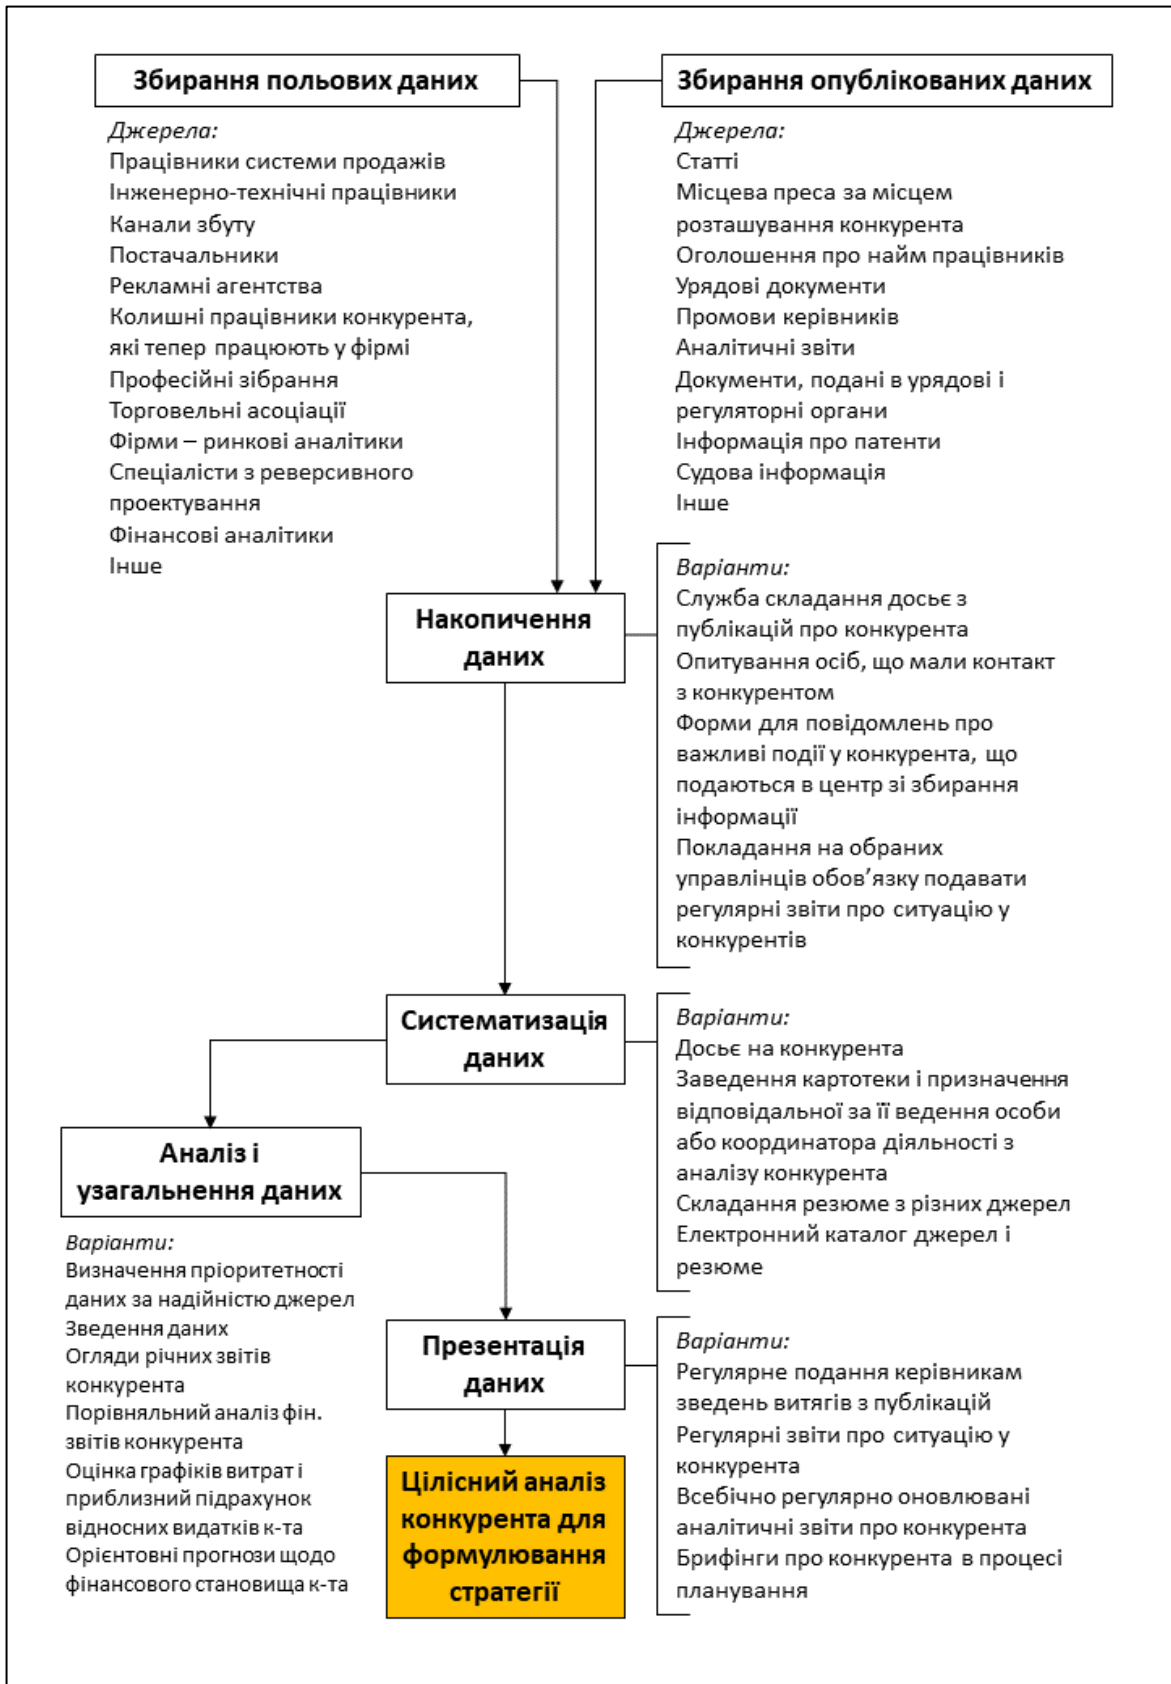 Збирання польових даних
Джерела:
Працівники системи продажів
Інженерно-технічні працівники
Канали збуту
Постачальники
Рекламні агентства
Колишні працівники конкурента,
які тепер працюють у фірмі
Професійні зібрання
Торговельні асоціації
Фірми – ринкові аналітики
Спеціалісти з реверсивного
проектування
Фінансові аналітики
Інше
Збирання опублікованих даних
Джерела:
Статті
Місцева преса за місцем
розташування конкурента
Оголошення про найм працівників
Урядові документи
Промови керівників
Аналітичні звіти
Документи, подані в урядові і
регуляторні органи
Інформація про патенти
Судова інформація
Інше
Накопичення
даних
Варіанти:
Служба складання досьє з
публікацій про конкурента
Опитування осіб, що мали контакт
з конкурентом
Форми для повідомлень про
важливі події у конкурента, що
подаються в центр зі збирання
інформації
Покладання на обраних
управлінців обов’язку подавати
регулярні звіти про ситуацію у
конкурентів
Систематизація
даних
Варіанти:
Досьє на конкурента
Заведення картотеки і призначення
відповідальної за її ведення особи
або координатора діяльності з
аналізу конкурента
Складання резюме з різних джерел
Електронний каталог джерел і
резюме
Аналіз і
узагальнення даних
Варіанти:
Визначення пріоритетності
даних за надійністю джерел
Зведення даних
Огляди річних звітів
конкурента
Порівняльний аналіз фін.
звітів конкурента
Оцінка графіків витрат і
приблизний підрахунок
відносних видатків к-та
Орієнтовні прогнози щодо
фінансового становища к-та
Презентація
даних
Варіанти:
Регулярне подання керівникам
зведень витягів з публікацій
Регулярні звіти про ситуацію у
конкурента
Всебічно регулярно оновлювані
аналітичні звіти про конкурента
Брифінги про конкурента в процесі
планування
Цілісний аналіз
конкурента для
формулювання
стратегії